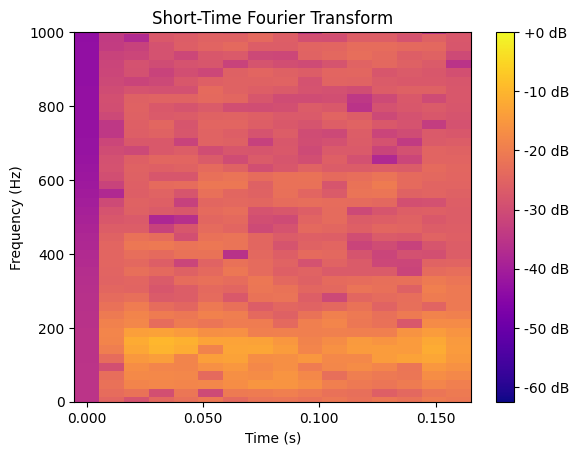 Short-Time Fourier Transform
Frequency (Hz)
1000
800
600
400
200
0
0.000
0.050
0.100
0.150
Time (s)
+0 dB
-10 dB
-20 dB
-30 dB
-40 dB
-50 dB
-60 dB